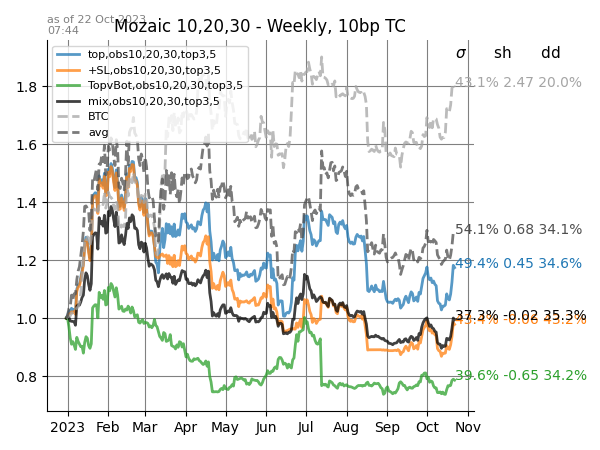 as of 22 Oct 2023
07:44
Mozaic 10,20,30 - Weekly, 10bp TC
σ sh dd
top,obs10,20,30,top3,5
+SL,obs10,20,30,top3,5
TopvBot,obs10,20,30,top3,5
mix,obs10,20,30,top3,5
BTC
avg
43.1% 2.47 20.0%
54.1% 0.68 34.1%
49.4% 0.45 34.6%
37.3% -0.02 35.3%
39.6% -0.65 34.2%
1.8
1.6
1.4
1.2
1.0
0.8
2023 Feb Mar Apr May Jun Jul Aug Sep Oct Nov